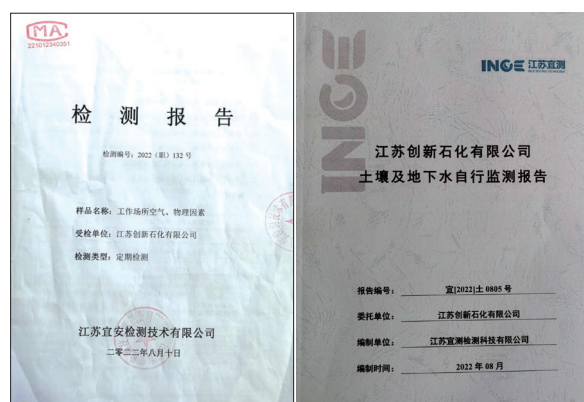 MA
221012340351
检 测 报 告
检测编号：2022（职）132 号
样品名称：工作场所空气、物理因素
受检单位：江苏创新石化有限公司
检测类型：定期检测
江苏宜安检测技术有限公司
二零二二年八月十日
INGE 江苏宜测
INGE
江苏创新石化有限公司
土壤及地下水自行监测报告
报告编号： 宜[2022]土 0805 号
委托单位： 江苏创新石化有限公司
编制单位： 江苏宜测检测科技有限公司
编制时间： 2022 年 08 月